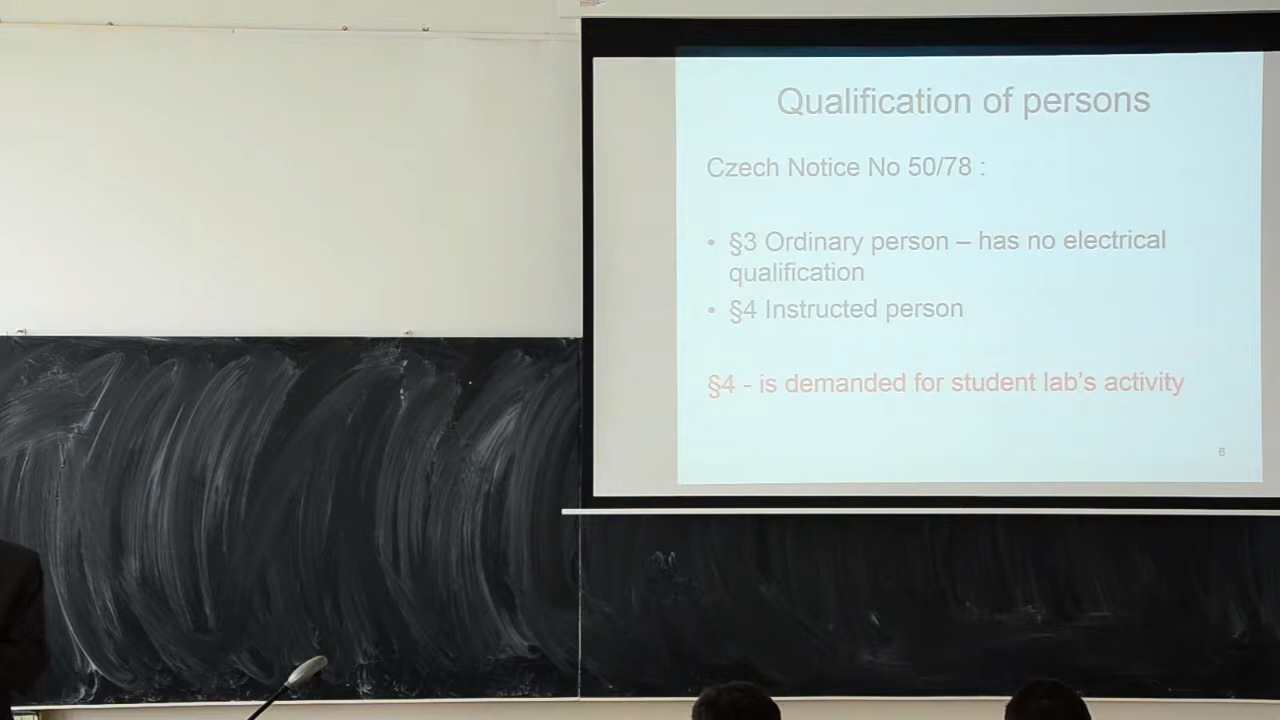 Qualification of persons
Czech Notice No 50/78 :
• §3 Ordinary person – has no electrical
qualification
• §4 Instructed person
§4 - is demanded for student lab's activity
6